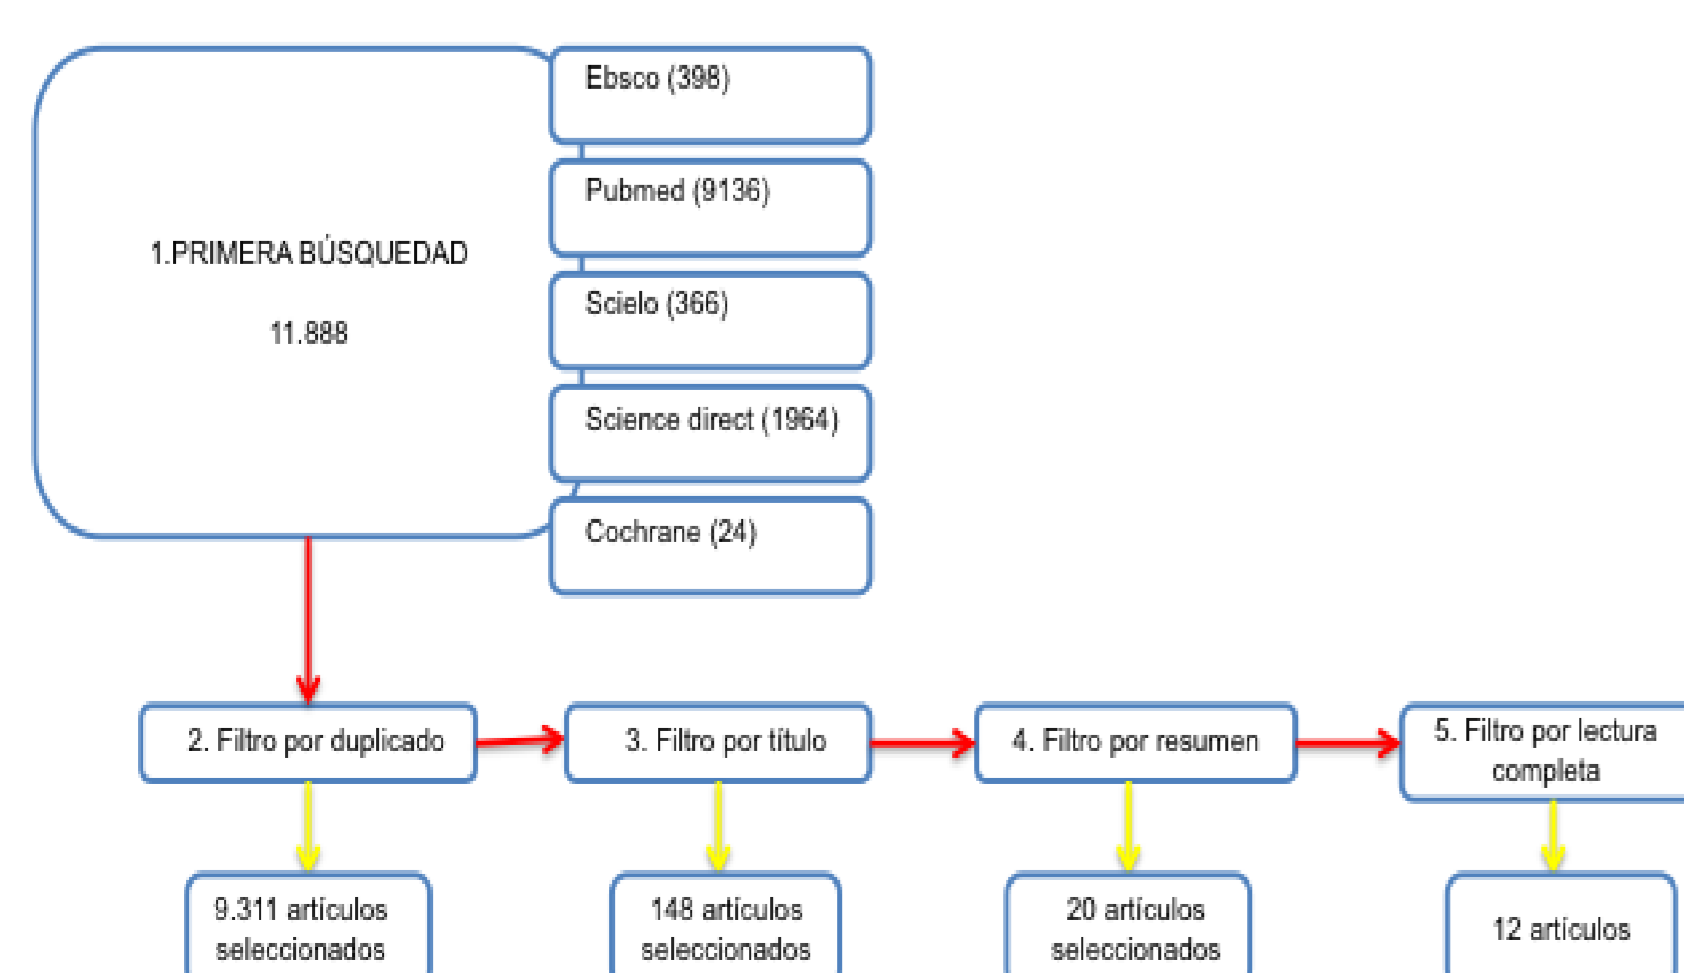 Ebsco (398)
Pubmed (9136)
1.PRIMERA BÚSQUEDAD
11.888
Scielo (366)
Science direct (1964)
Cochrane (24)
2. Filtro por duplicado
3. Filtro por título
4. Filtro por resumen
5. Filtro por lectura
completa
9.311 artículos
seleccionados
148 artículos
seleccionados
20 artículos
seleccionados
12 artículos